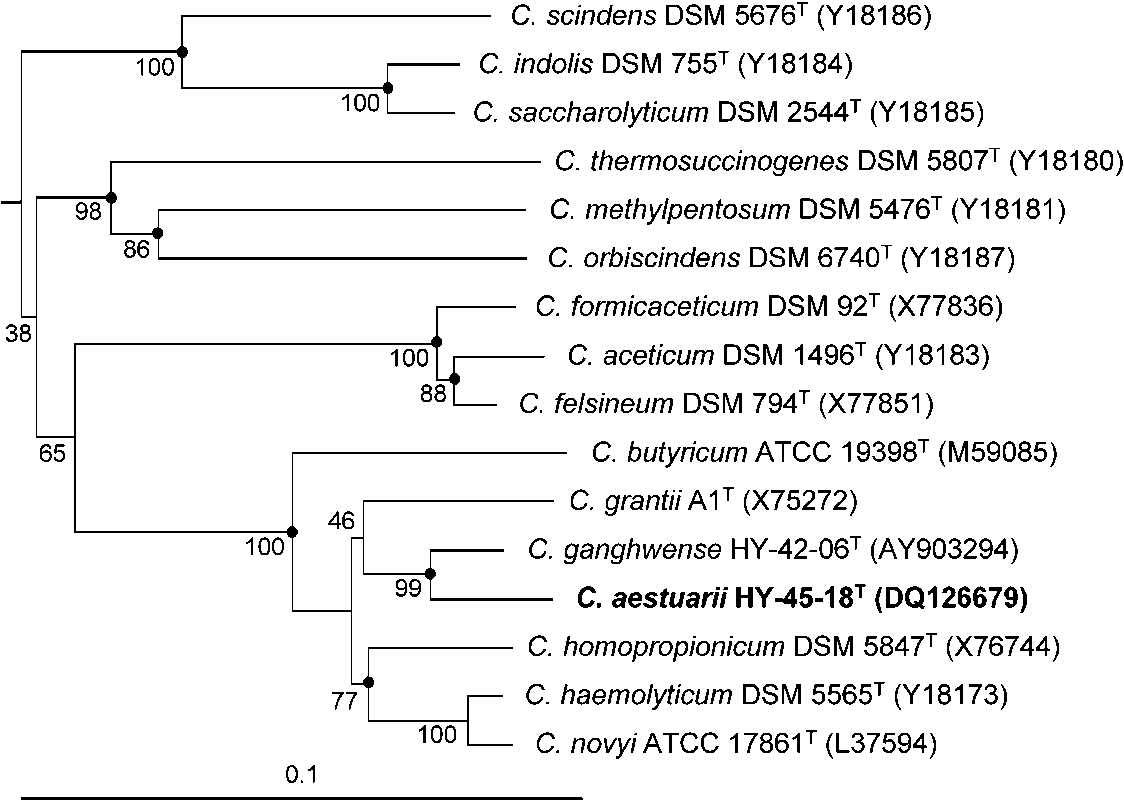 C. scindens DSM 5676ᵀ (Y18186)
100
C. indolis DSM 755ᵀ (Y18184)
100
C. saccharolyticum DSM 2544ᵀ (Y18185)
C. thermosuccinogenes DSM 5807ᵀ (Y18180)
98
C. methylpentosum DSM 5476ᵀ (Y18181)
86
C. orbiscindens DSM 6740ᵀ (Y18187)
C. formicaceticum DSM 92ᵀ (X77836)
38
100
C. aceticum DSM 1496ᵀ (Y18183)
88
C. felsineum DSM 794ᵀ (X77851)
65
C. butyricum ATCC 19398ᵀ (M59085)
C. grantii A1ᵀ (X75272)
46
100
C. ganghwense HY-42-06ᵀ (AY903294)
99
C. aestuarii HY-45-18ᵀ (DQ126679)
C. homopropionicum DSM 5847ᵀ (X76744)
77
C. haemolyticum DSM 5565ᵀ (Y18173)
100
C. novyi ATCC 17861ᵀ (L37594)
0.1